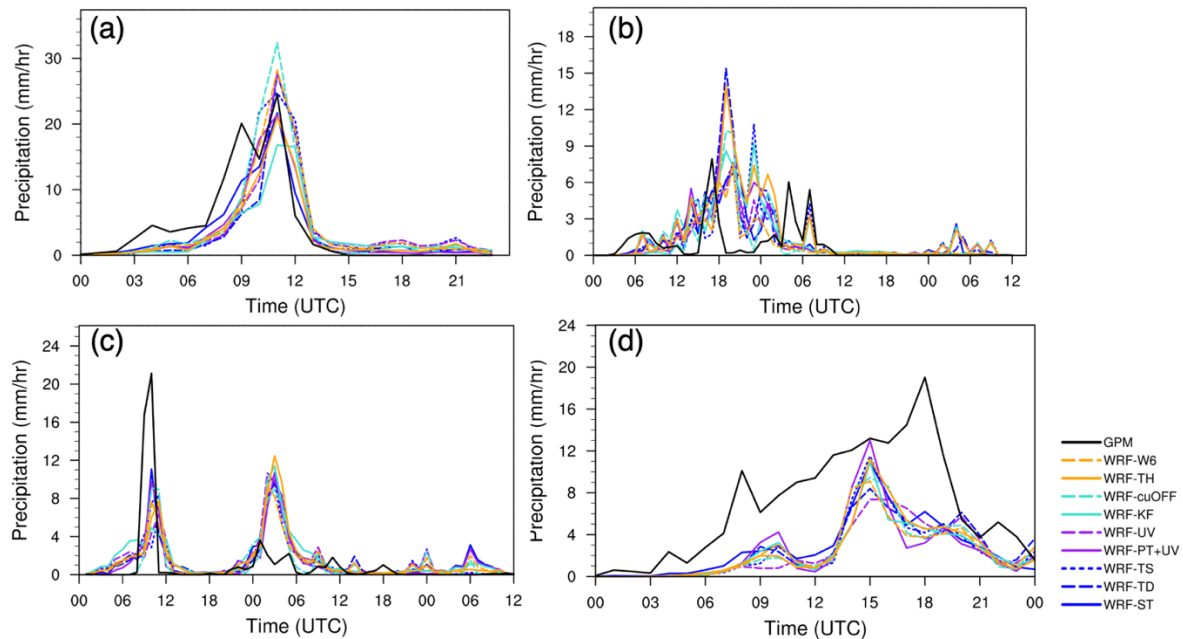 (a)
Precipitation (mm/hr)
30
20
10
0
00 03 06 09 12 15 18 21
Time (UTC)
(b)
Precipitation (mm/hr)
18
15
12
9
6
3
0
00 06 12 18 00 06 12 18 00 06 12
Time (UTC)
(c)
Precipitation (mm/hr)
24
20
16
12
8
4
0
00 06 12 18 00 06 12 18 00 06 12
Time (UTC)
(d)
Precipitation (mm/hr)
24
20
16
12
8
4
0
00 03 06 09 12 15 18 21 00
Time (UTC)
GPM
WRF-W6
WRF-TH
WRF-cuOFF
WRF-KF
WRF-UV
WRF-PT+UV
WRF-TS
WRF-TD
WRF-ST